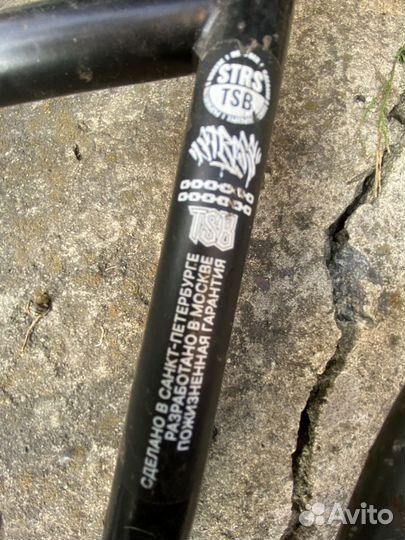 STRS
TSB
TSB
СДЕЛАНО В САНКТ-ПЕТЕРБУРГЕ
РАЗРАБОТАНО В МОСКВЕ
ПОЖИЗНЕННАЯ ГАРАНТИЯ
Avito